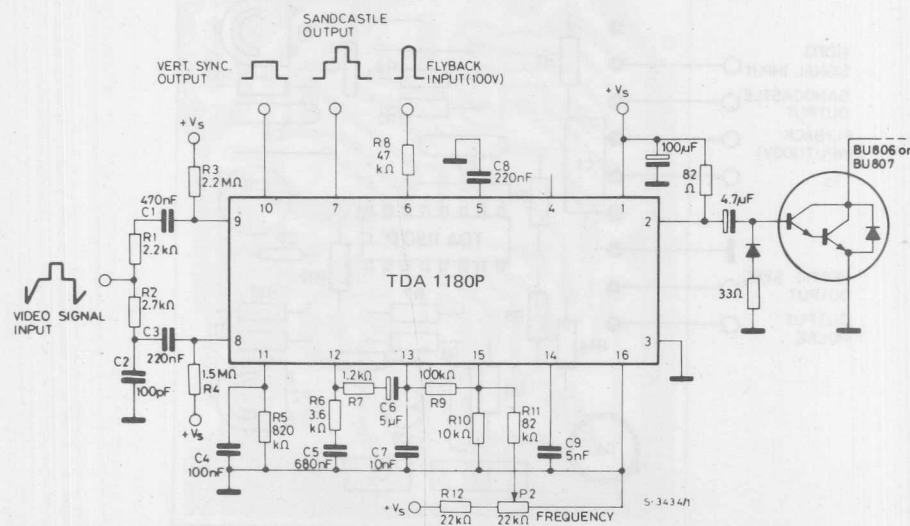 SANDCASTLE
OUTPUT
VERT. SYNC.
OUTPUT
FLYBACK
INPUT (100V)
+ Vs
+ Vs
R3
2.2 MΩ
R8
47
kΩ
C8
220nF
100µF
82
Ω
BU806 or
BU807
470nF
C1
4.7µF
9
10
7
6
5
4
1
2
R1
2.2kΩ
TDA 1180P
R2
2.7kΩ
33Ω
VIDEO SIGNAL
INPUT
C3
220nF
8
3
11
12
13
15
14
16
C2
100pF
1.5MΩ
R4
+ Vs
1.2kΩ
R7
C6
5µF
100kΩ
R9
R5
820
kΩ
R6
3.6
kΩ
R10
10kΩ
R11
82
kΩ
C4
100nF
C5
680nF
C7
10nF
C9
5nF
+ Vs
R12
22kΩ
P2
22kΩ
FREQUENCY
S-3434/1